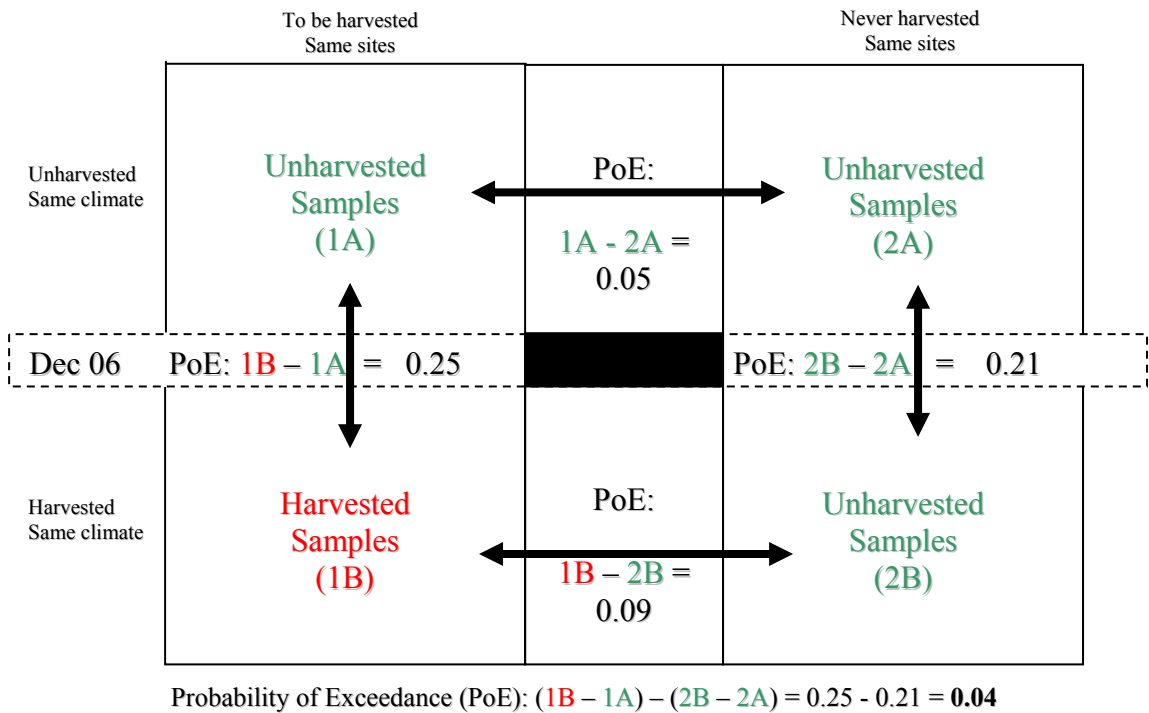 To be harvested
Same sites
Never harvested
Same sites
Unharvested
Same climate
Unharvested
Samples
(1A)
PoE:
1A - 2A =
0.05
Unharvested
Samples
(2A)
Dec 06 PoE: 1B – 1A = 0.25 PoE: 2B – 2A = 0.21
Harvested
Same climate
Harvested
Samples
(1B)
PoE:
1B – 2B =
0.09
Unharvested
Samples
(2B)
Probability of Exceedance (PoE): (1B – 1A) – (2B – 2A) = 0.25 - 0.21 = 0.04